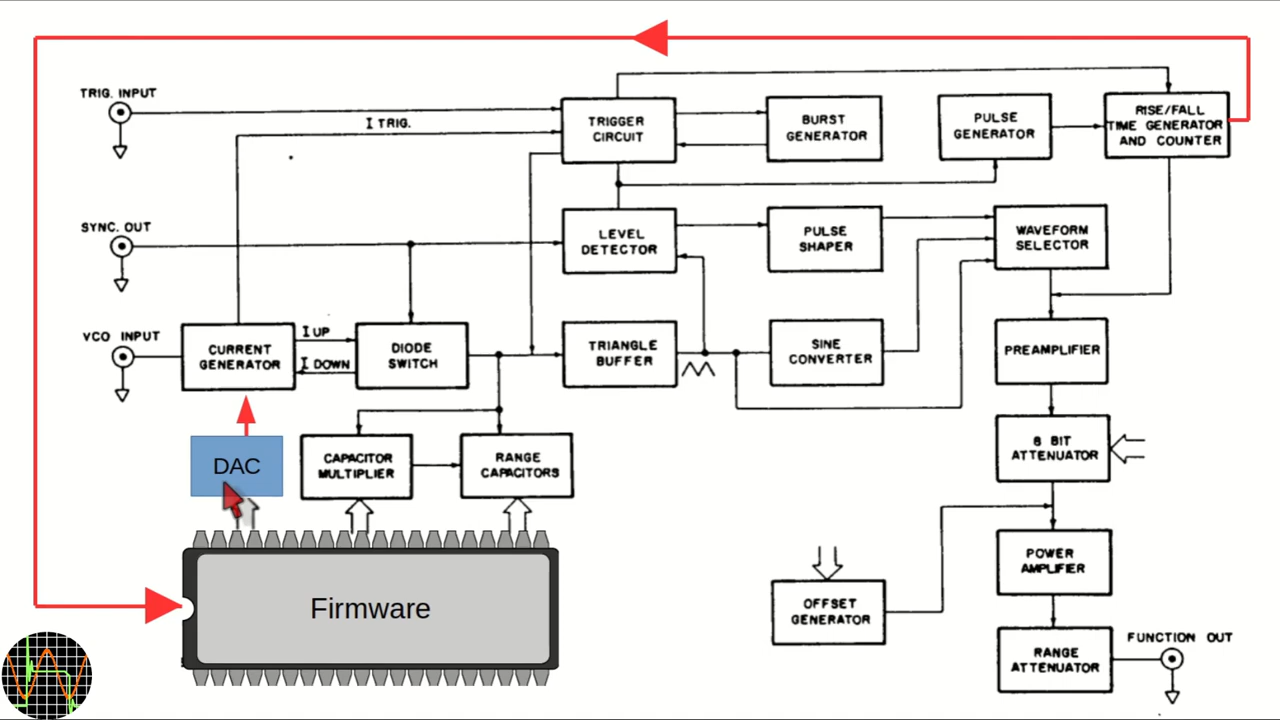 TRIG. INPUT
I TRIG.
TRIGGER
CIRCUIT
BURST
GENERATOR
PULSE
GENERATOR
RISE/FALL
TIME GENERATOR
AND COUNTER
SYNC. OUT
LEVEL
DETECTOR
PULSE
SHAPER
WAVEFORM
SELECTOR
VCO INPUT
CURRENT
GENERATOR
I UP
I DOWN
DIODE
SWITCH
TRIANGLE
BUFFER
SINE
CONVERTER
PREAMPLIFIER
DAC
CAPACITOR
MULTIPLIER
RANGE
CAPACITORS
8 BIT
ATTENUATOR
POWER
AMPLIFIER
Firmware
OFFSET
GENERATOR
RANGE
ATTENUATOR
FUNCTION OUT